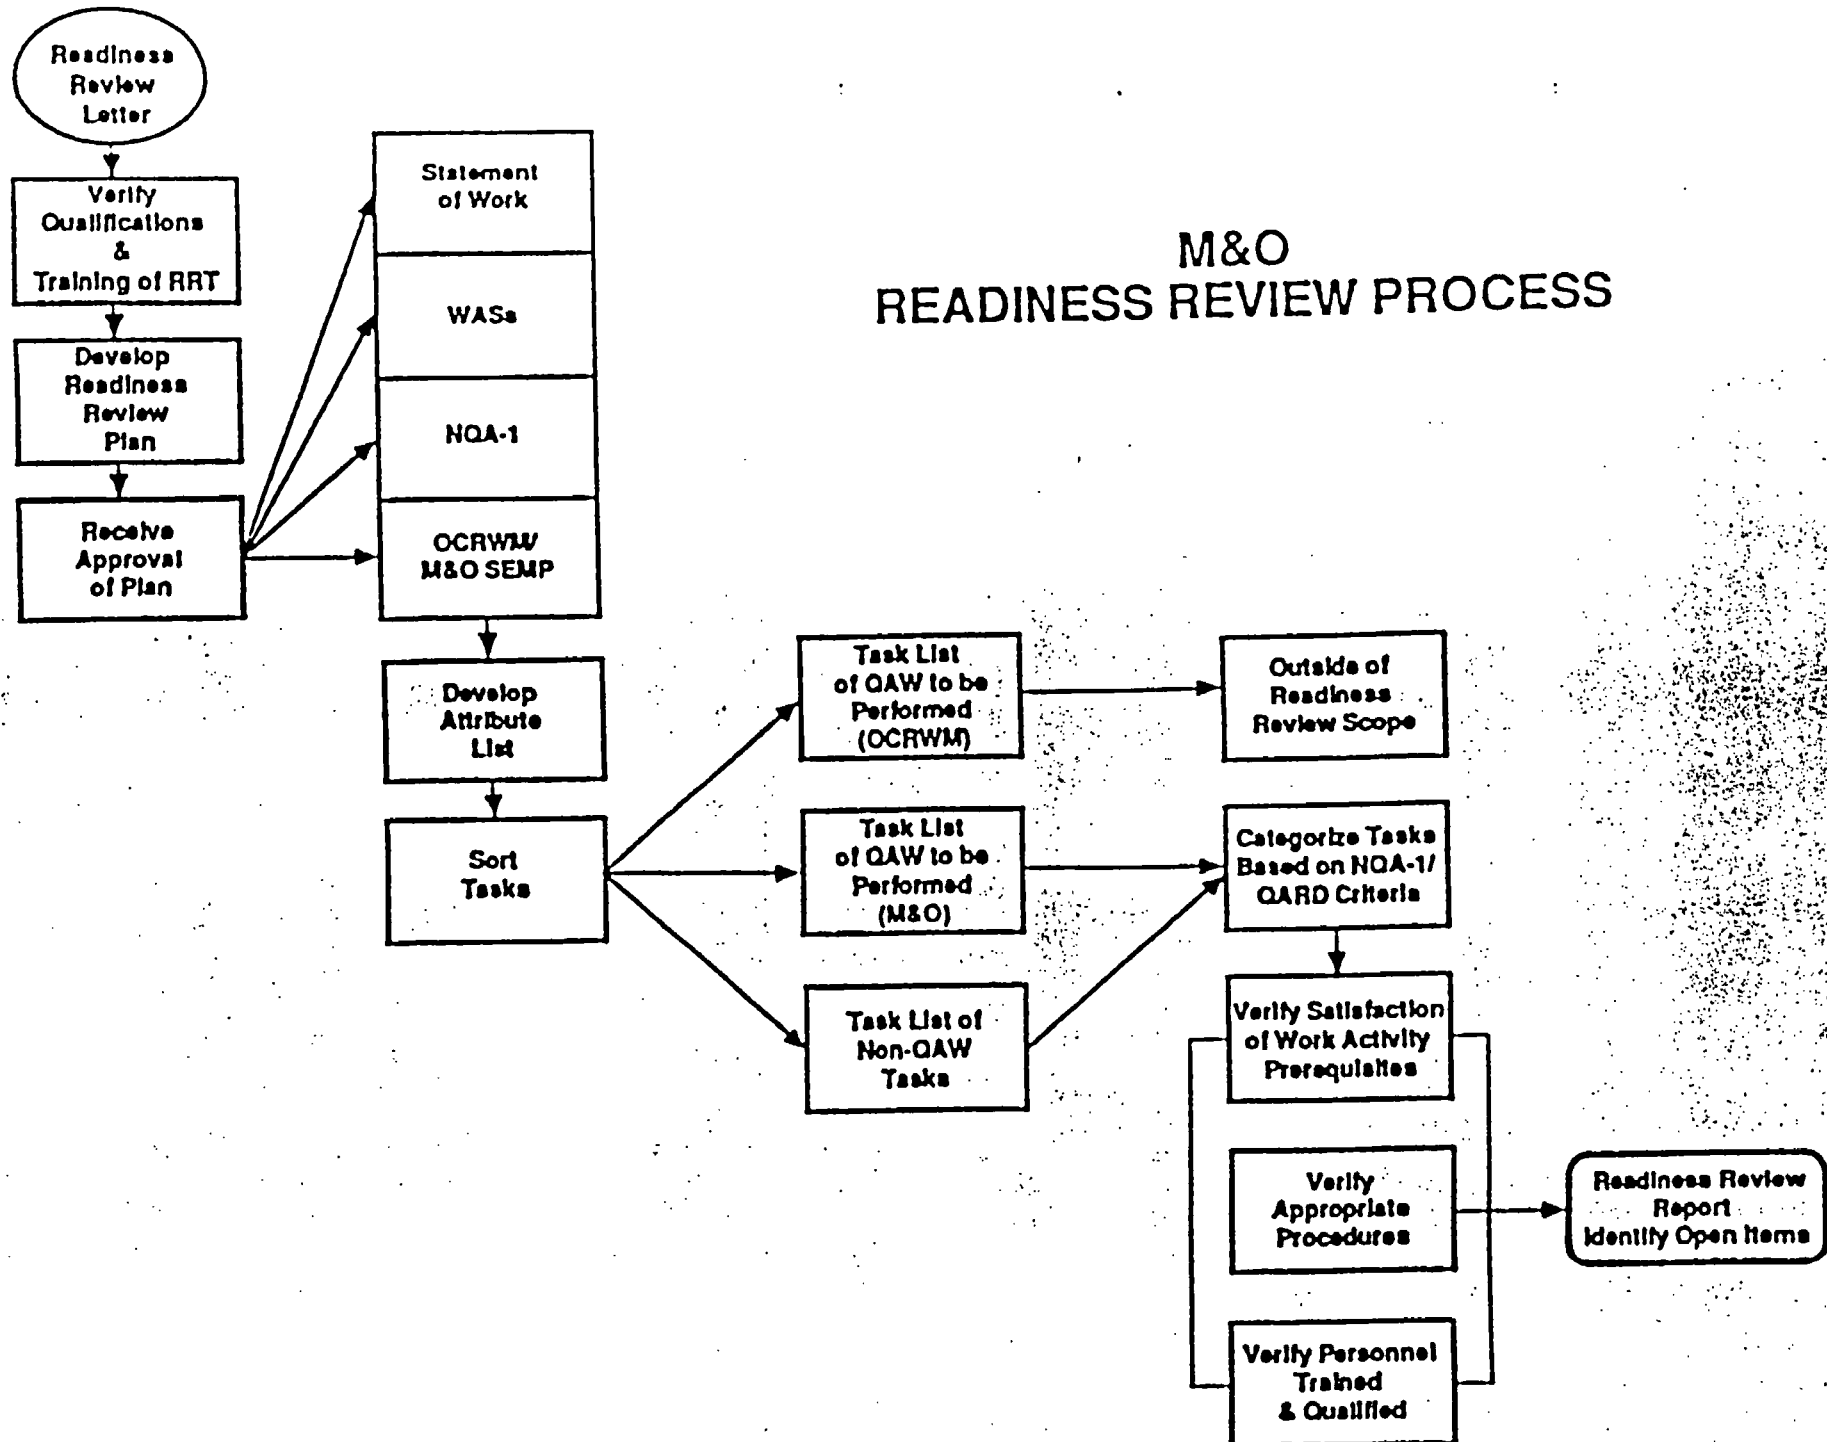 Readiness
Review
Letter
Verify
Qualifications
&
Training of RRT
Develop
Readiness
Review
Plan
Receive
Approval
of Plan
Statement
of Work
WASs
NQA-1
OCRWM/
M&O SEMP
Develop
Attribute
List
Sort
Tasks
M&O
READINESS REVIEW PROCESS
Task List
of QAW to be
Performed
(OCRWM)
Outside of
Readiness
Review Scope
Task List
of QAW to be
Performed
(M&O)
Categorize Tasks
Based on NQA-1/
QARD Criteria
Task List of
Non-QAW
Tasks
Verify Satisfaction
of Work Activity
Prerequisites
Verify
Appropriate
Procedures
Verify Personnel
Trained
& Qualified
Readiness Review
Report
Identify Open Items